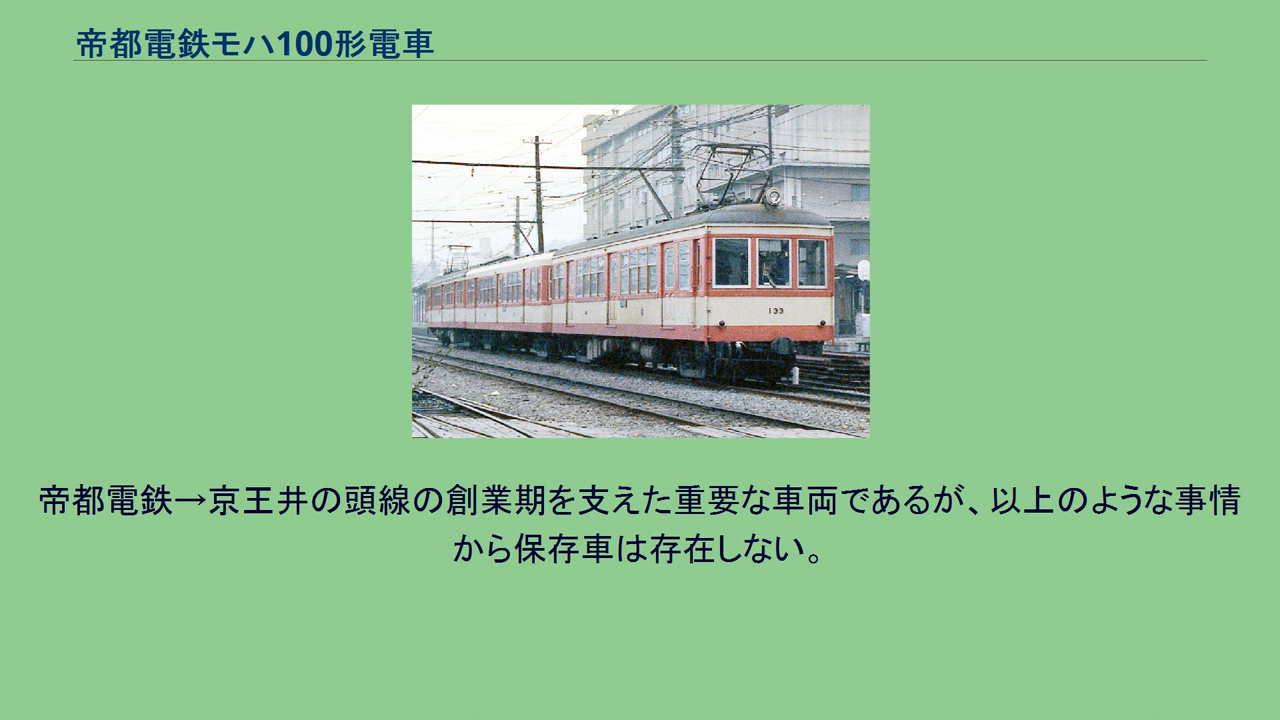 帝都電鉄モハ100形電車
133
帝都電鉄→京王井の頭線の創業期を支えた重要な車両であるが、以上のような事情
から保存車は存在しない。